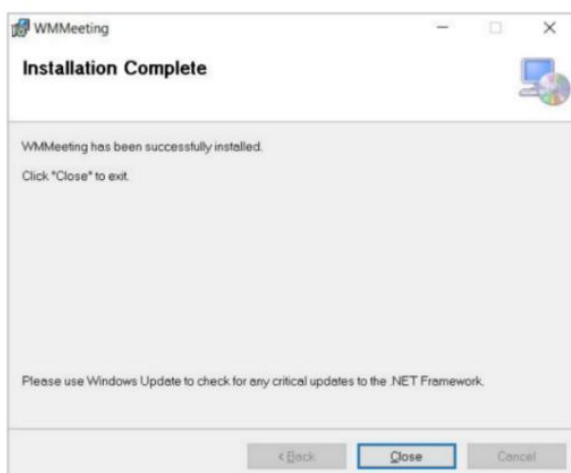 WMMeeting
Installation Complete
WMMeeting has been successfully installed.
Click "Close" to exit.
Please use Windows Update to check for any critical updates to the .NET Framework.
< Back
Close
Cancel